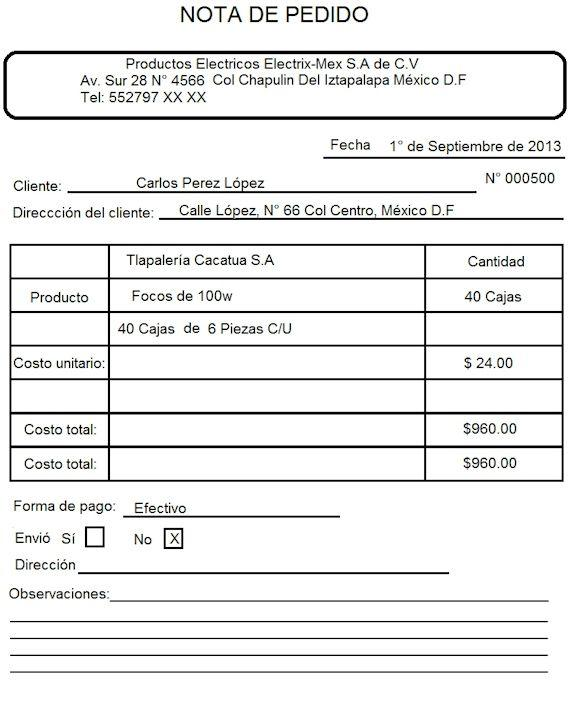 NOTA DE PEDIDO
Productos Electricos Electrix-Mex S.A de C.V
Av. Sur 28 N° 4566 Col Chapulin Del Iztapalapa México D.F
Tel: 552797 XX XX
Fecha 1° de Septiembre de 2013
Cliente: Carlos Perez López N° 000500
Direccción del cliente: Calle López, N° 66 Col Centro, México D.F
Tlapalería Cacatua S.A Cantidad
Producto Focos de 100w 40 Cajas
40 Cajas de 6 Piezas C/U
Costo unitario: $ 24.00
Costo total: $960.00
Costo total: $960.00
Forma de pago: Efectivo
Envió Sí No X
Dirección
Observaciones: